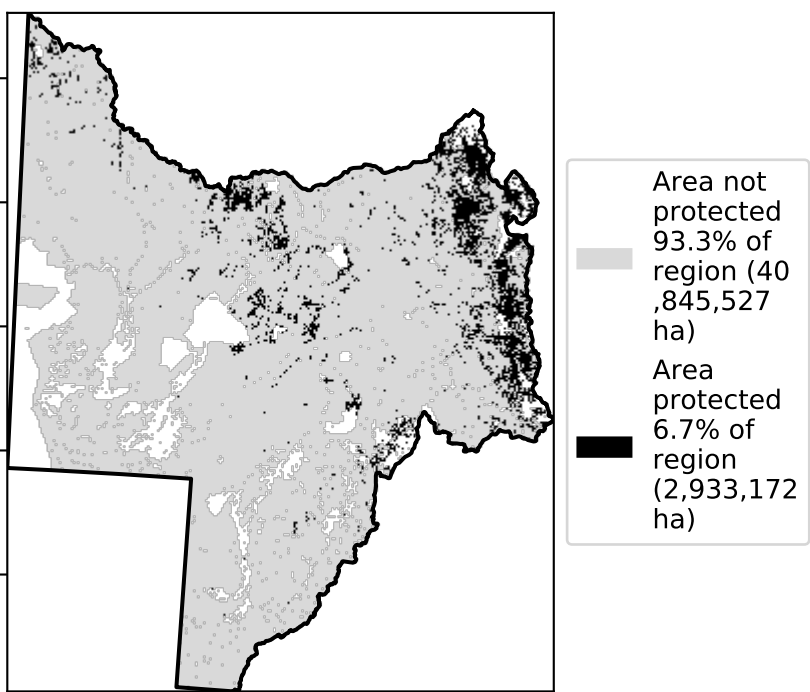 Area not
protected
93.3% of
region (40
,845,527
ha)
Area
protected
6.7% of
region
(2,933,172
ha)